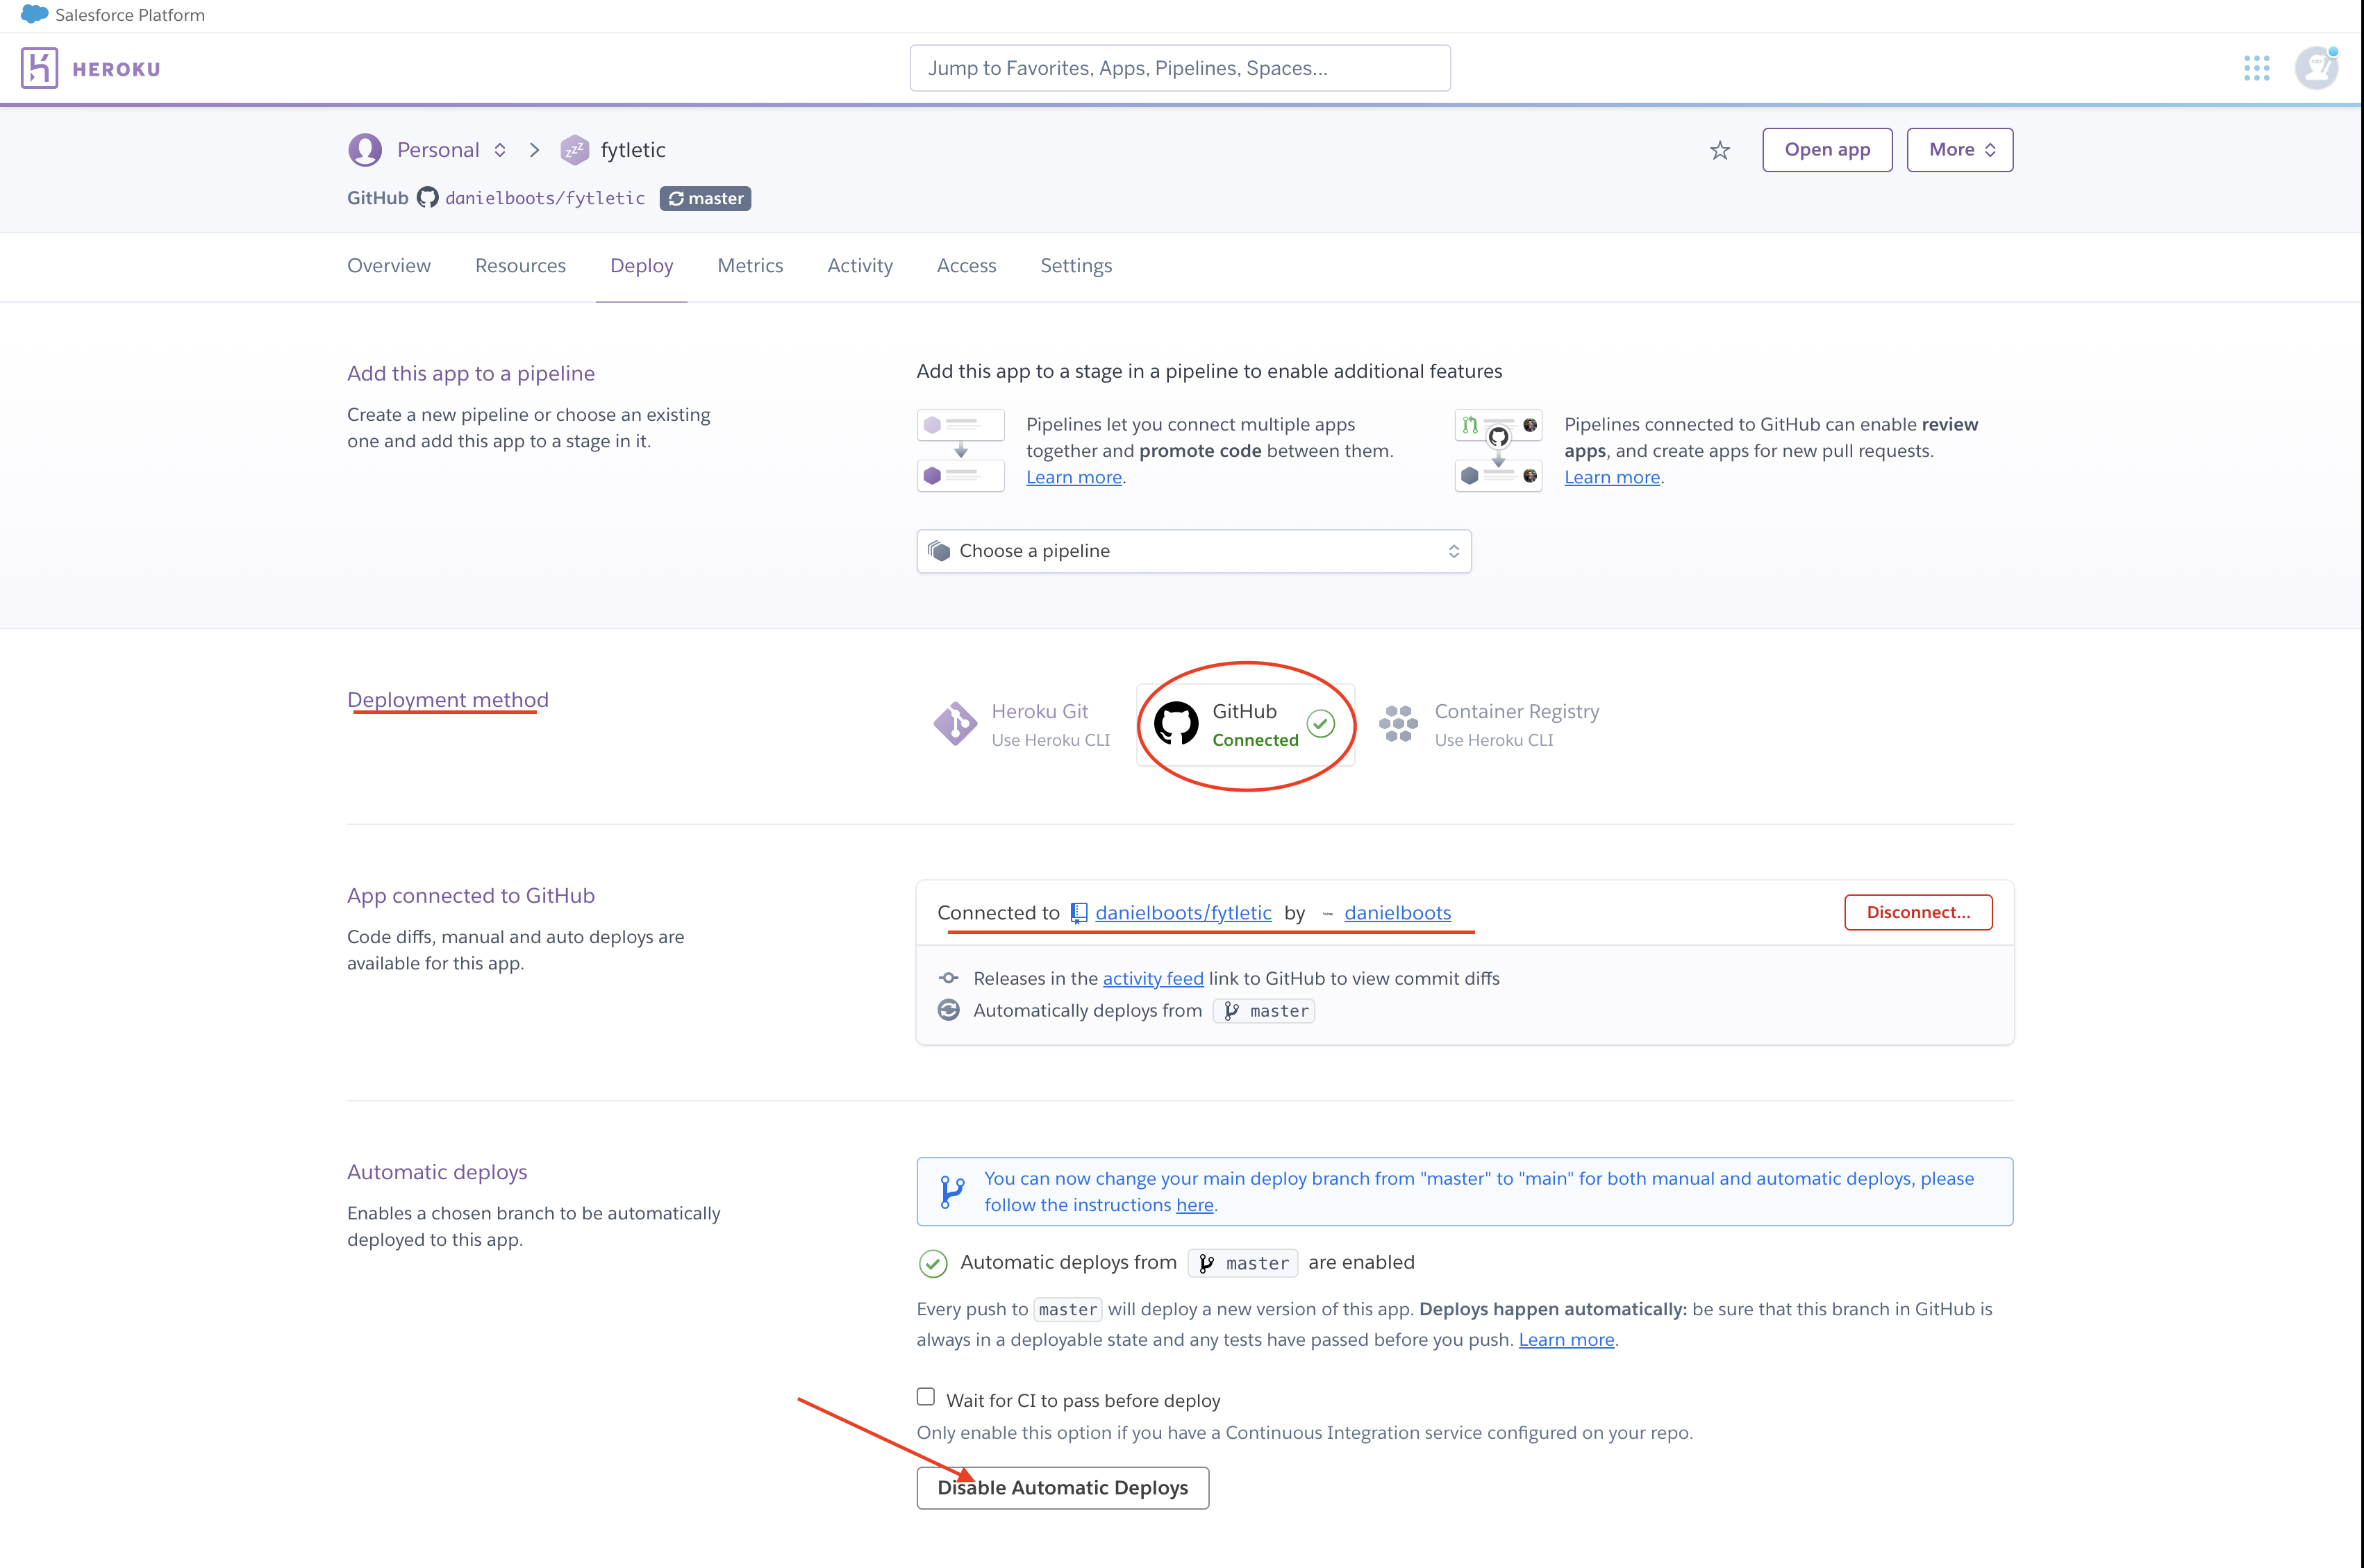 Salesforce Platform
HEROKU
Jump to Favorites, Apps, Pipelines, Spaces...
Personal
zzz
fytletic
Open app
More
GitHub danielboots/fytletic master
Overview Resources Deploy Metrics Activity Access Settings
Add this app to a pipeline
Create a new pipeline or choose an existing
one and add this app to a stage in it.
Add this app to a stage in a pipeline to enable additional features
Pipelines let you connect multiple apps
together and promote code between them.
Learn more.
Pipelines connected to GitHub can enable review
apps, and create apps for new pull requests.
Learn more.
Choose a pipeline
Deployment method
Heroku Git
Use Heroku CLI
GitHub
Connected
Container Registry
Use Heroku CLI
App connected to GitHub
Code diffs, manual and auto deploys are
available for this app.
Connected to danielboots/fytletic by danielboots
Disconnect...
Releases in the activity feed link to GitHub to view commit diffs
Automatically deploys from master
Automatic deploys
Enables a chosen branch to be automatically
deployed to this app.
You can now change your main deploy branch from "master" to "main" for both manual and automatic deploys, please
follow the instructions here.
Automatic deploys from master are enabled
Every push to master will deploy a new version of this app. Deploys happen automatically: be sure that this branch in GitHub is
always in a deployable state and any tests have passed before you push. Learn more.
Wait for CI to pass before deploy
Only enable this option if you have a Continuous Integration service configured on your repo.
Disable Automatic Deploys